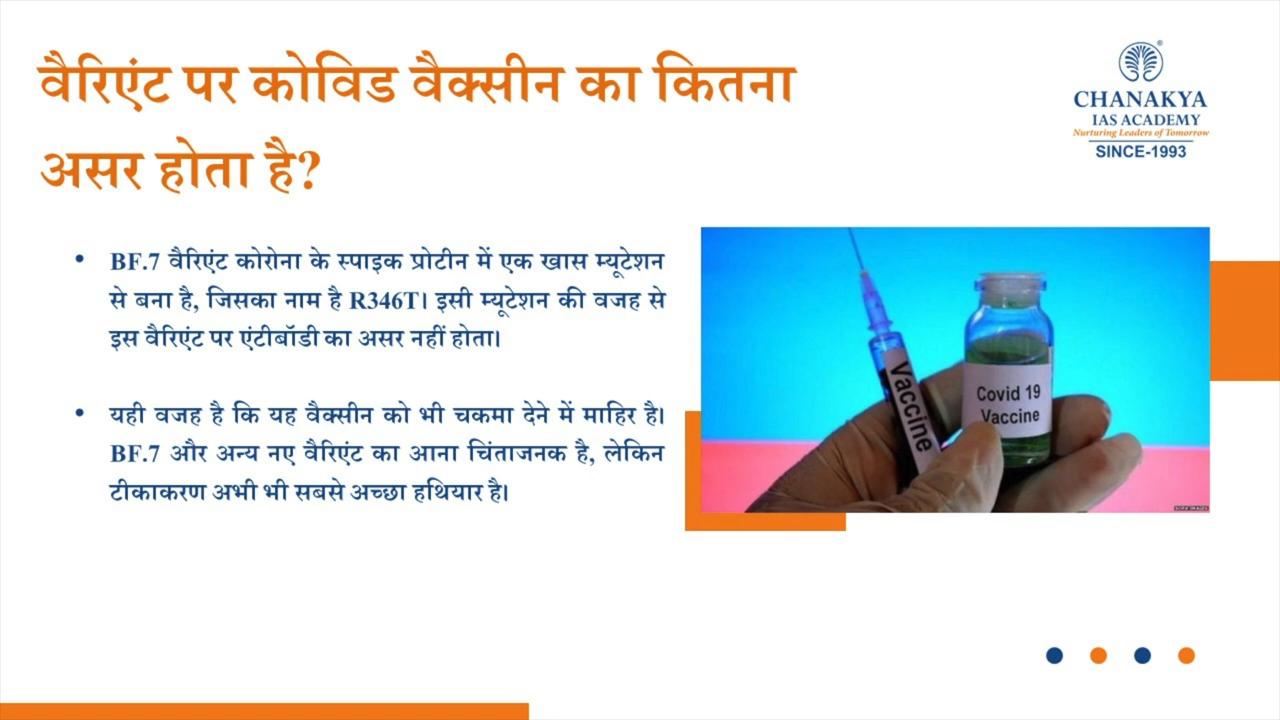 वैरिएंट पर कोविड वैक्सीन का कितना
असर होता है?
CHANAKYA
IAS ACADEMY
Nurturing Leaders of Tomorrow
SINCE-1993
• BF.7 वैरिएंट कोरोना के स्पाइक प्रोटीन में एक खास म्यूटेशन
से बना है, जिसका नाम है R346T। इसी म्यूटेशन की वजह से
इस वैरिएंट पर एंटीबॉडी का असर नहीं होता।
• यही वजह है कि यह वैक्सीन को भी चकमा देने में माहिर है।
BF.7 और अन्य नए वैरिएंट का आना चिंताजनक है, लेकिन
टीकाकरण अभी भी सबसे अच्छा हथियार है।
Vaccine
Covid 19
Vaccine